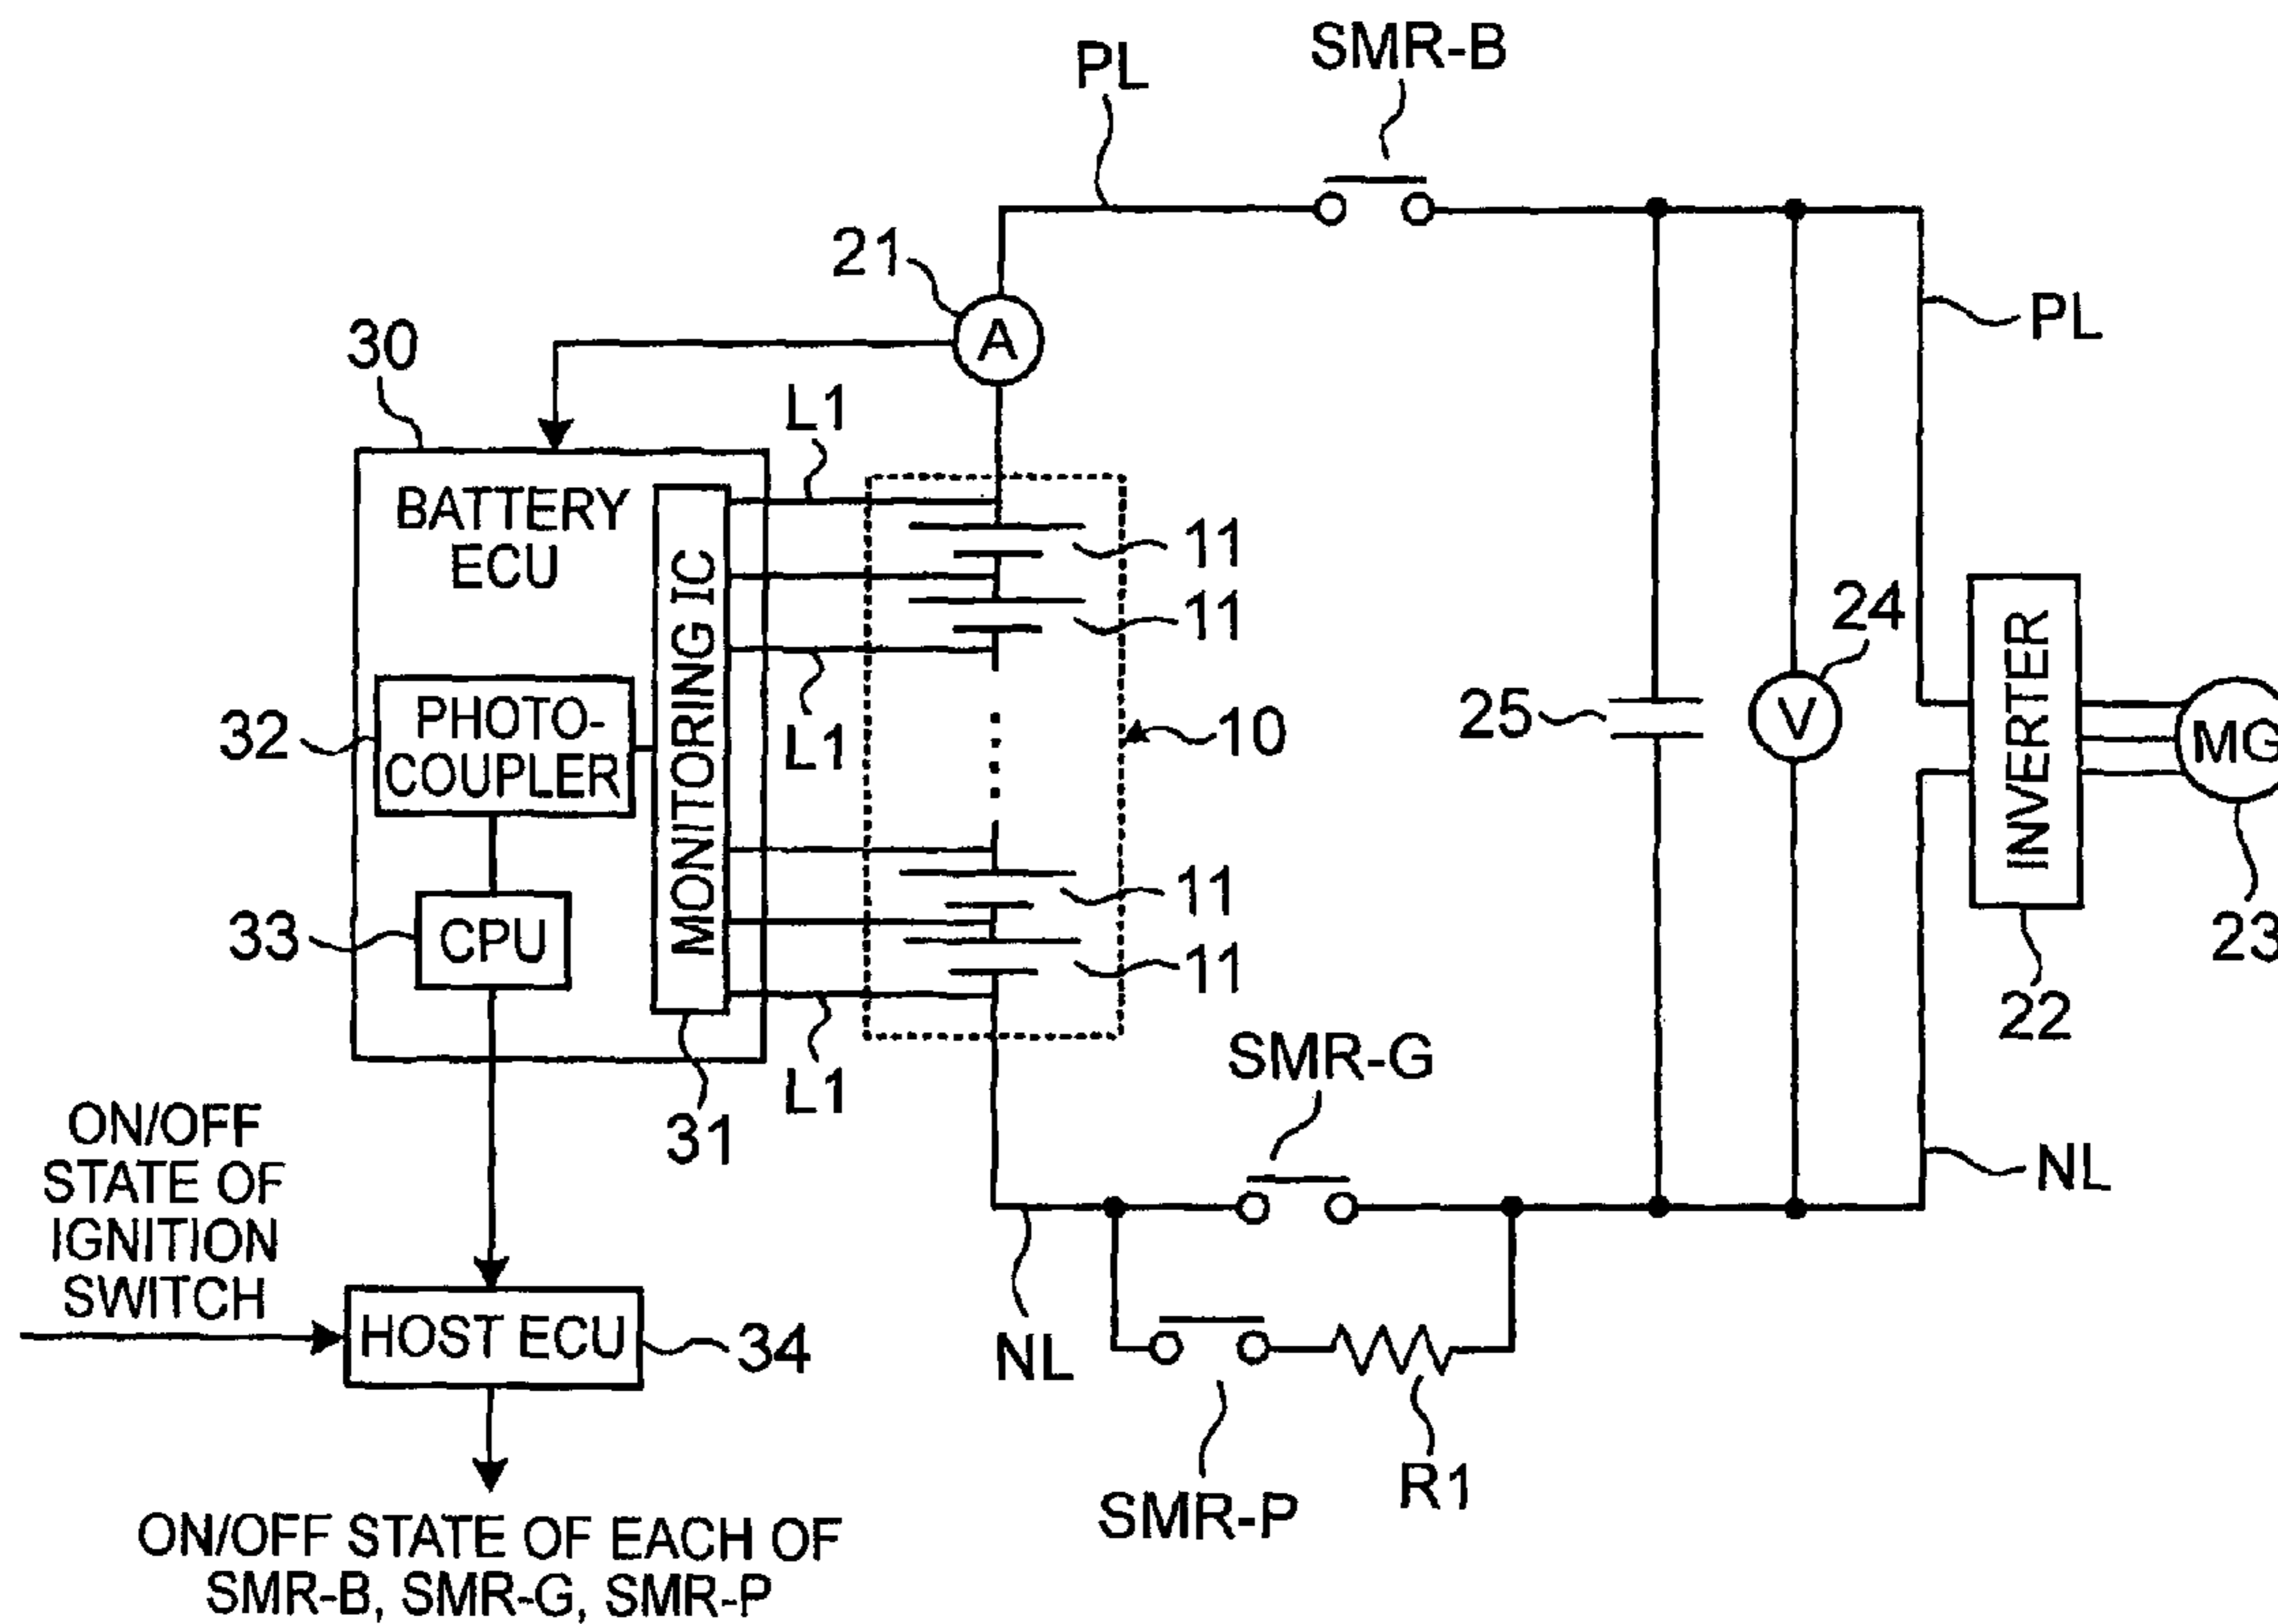 SMR-B
PL
21
A
PL
30
L1
BATTERY
ECU
MONITORING IC
11
11
24
PHOTO-
COUPLER
32
L1
10
25
V
INVERTER
MG
33
CPU
11
11
23
22
31
L1
SMR-G
NL
ON/OFF
STATE OF
IGNITION
SWITCH
HOST ECU
34
NL
SMR-P
R1
ON/OFF STATE OF EACH OF
SMR-B, SMR-G, SMR-P